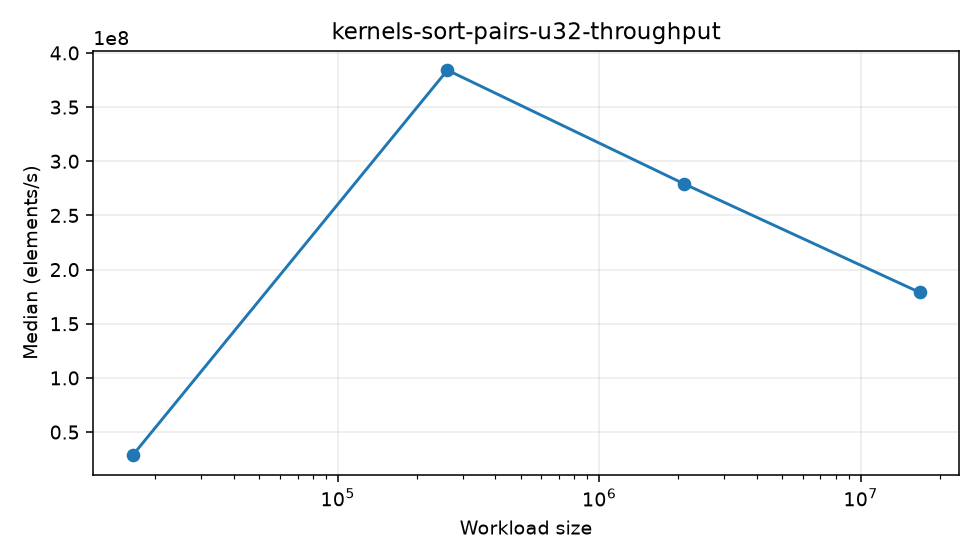 kernels-sort-pairs-u32-throughput
1e8
4.0
3.5
3.0
2.5
2.0
1.5
1.0
0.5
Median (elements/s)
10^5 10^6 10^7
Workload size